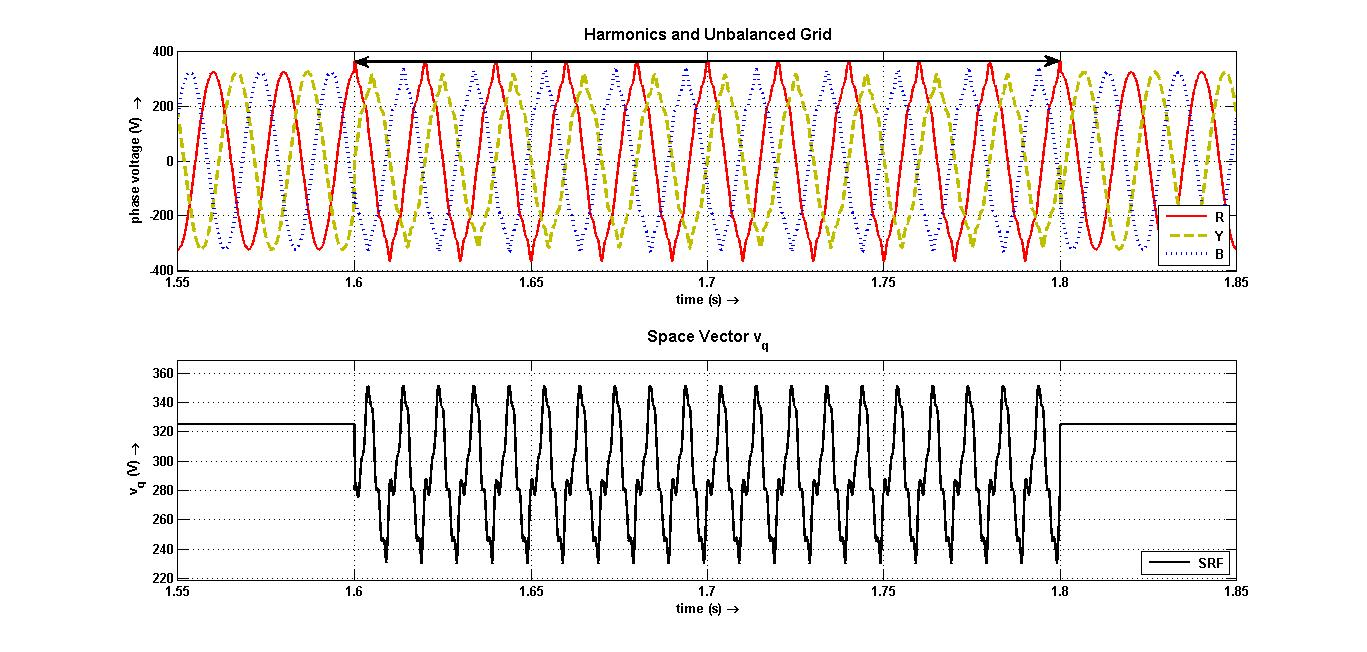 Harmonics and Unbalanced Grid
400
200
0
-200
-400
phase voltage (V) →
R
Y
B
1.55 1.6 1.65 1.7 1.75 1.8 1.85
time (s) →
Space Vector vq
360
340
320
300
280
260
240
220
vq (V) →
SRF
1.55 1.6 1.65 1.7 1.75 1.8 1.85
time (s) →